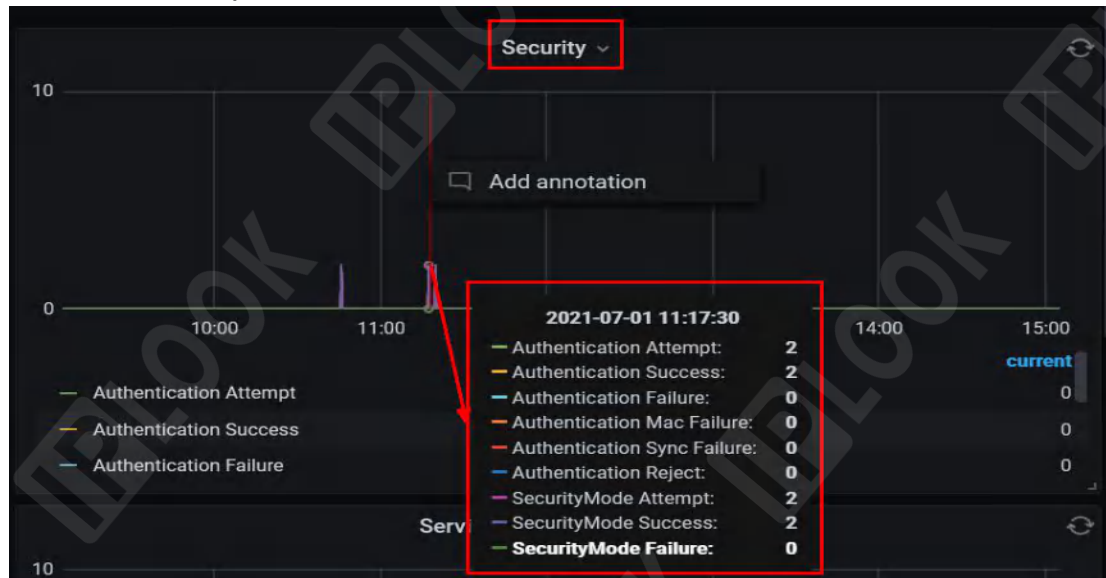 Security
10
Add annotation
0
10:00
11:00
14:00
15:00
2021-07-01 11:17:30
Authentication Attempt: 2
Authentication Success: 2
Authentication Failure: 0
Authentication Mac Failure: 0
Authentication Sync Failure: 0
Authentication Reject: 0
SecurityMode Attempt: 2
SecurityMode Success: 2
SecurityMode Failure: 0
current
Authentication Attempt 0
Authentication Success 0
Authentication Failure 0
Servi
10
IPLOOK
IPLOOK